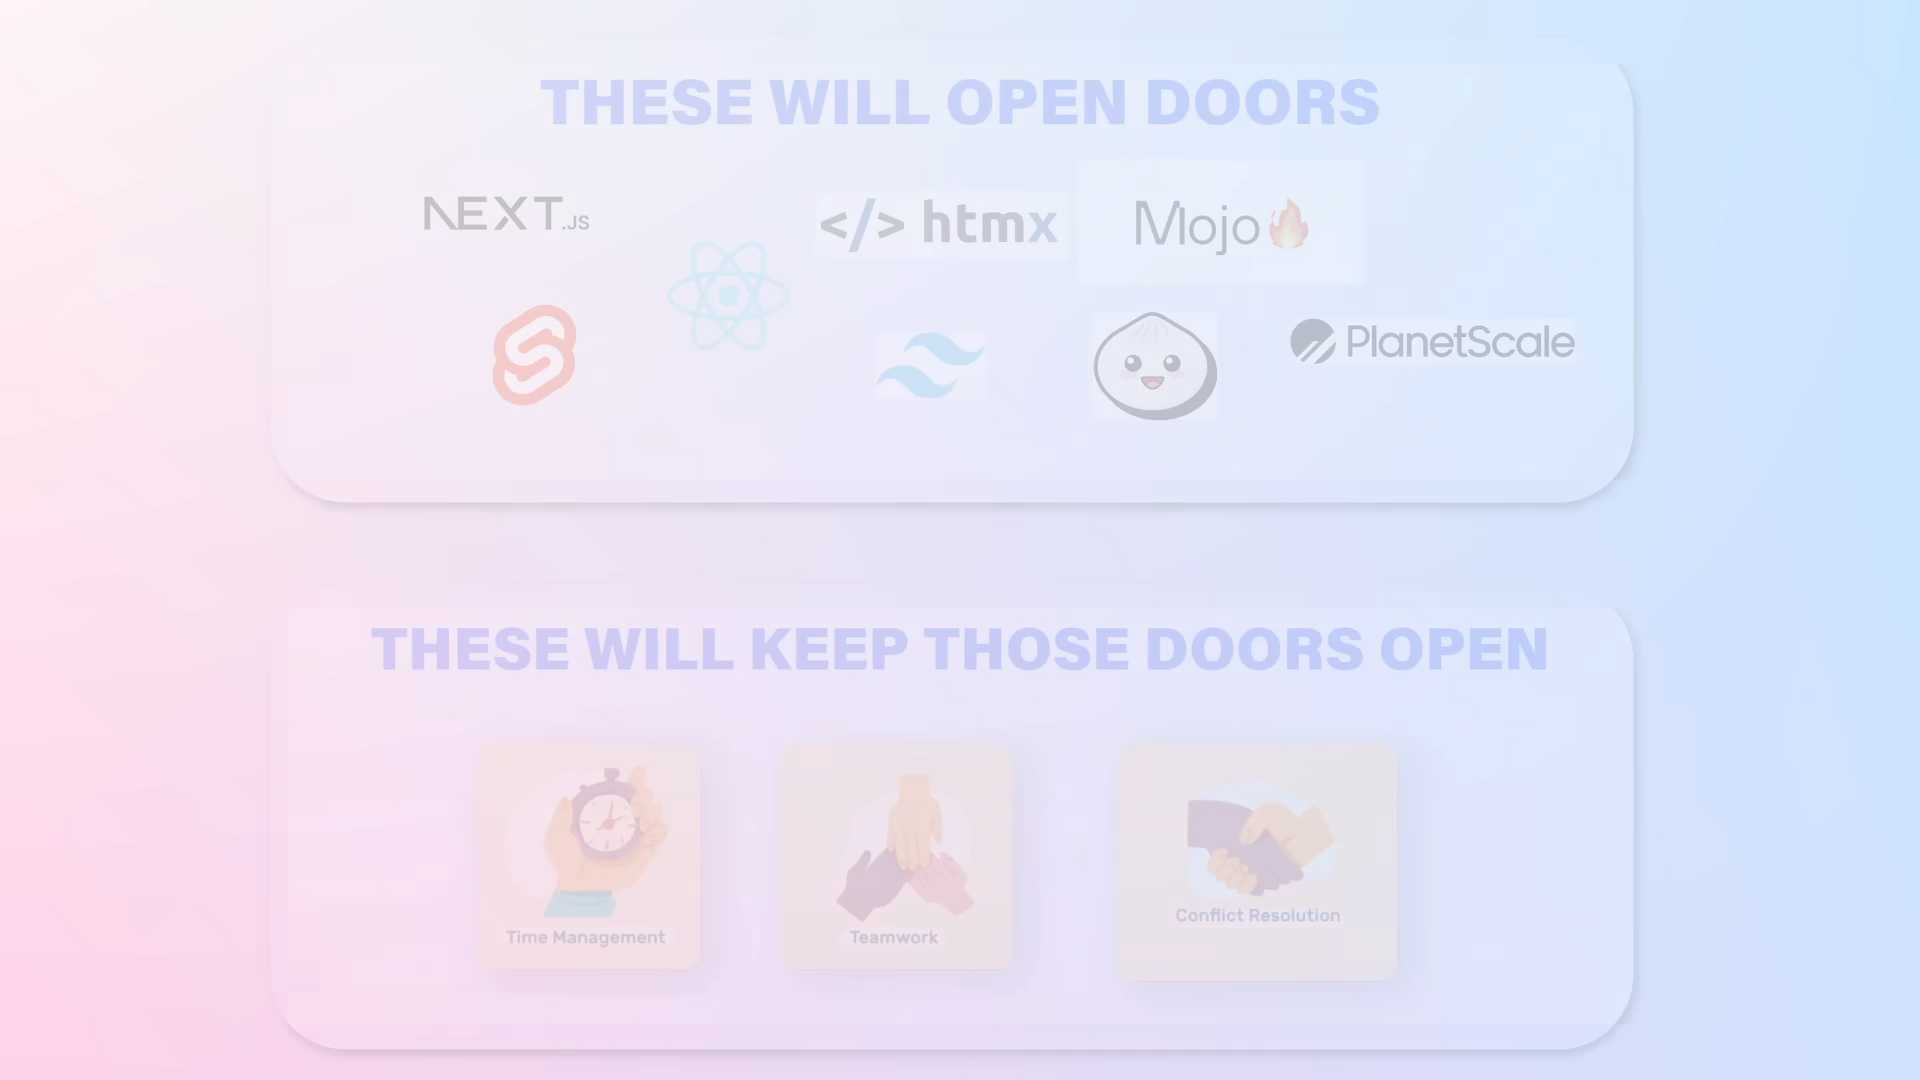 THESE WILL OPEN DOORS
NEXT.JS
</> htmx
Mojo
PlanetScale
THESE WILL KEEP THOSE DOORS OPEN
Time Management
Teamwork
Conflict Resolution